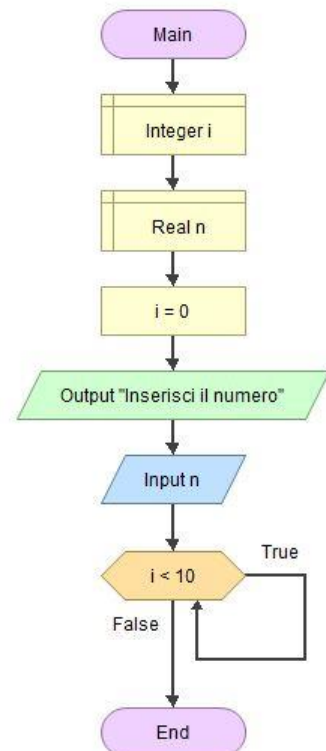 Main
Integer i
Real n
i = 0
Output "Inserisci il numero"
Input n
i < 10
True
False
End